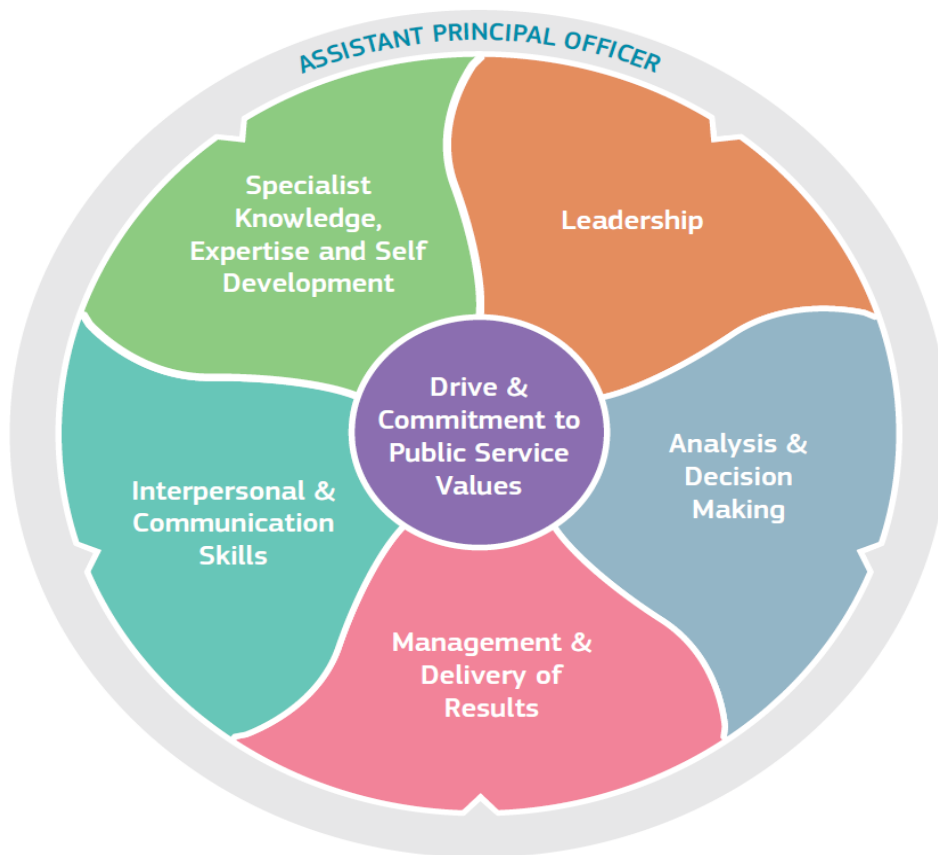 ASSISTANT PRINCIPAL OFFICER
Specialist
Knowledge,
Expertise and Self
Development
Leadership
Drive &
Commitment to
Public Service
Values
Analysis &
Decision
Making
Interpersonal &
Communication
Skills
Management &
Delivery of
Results